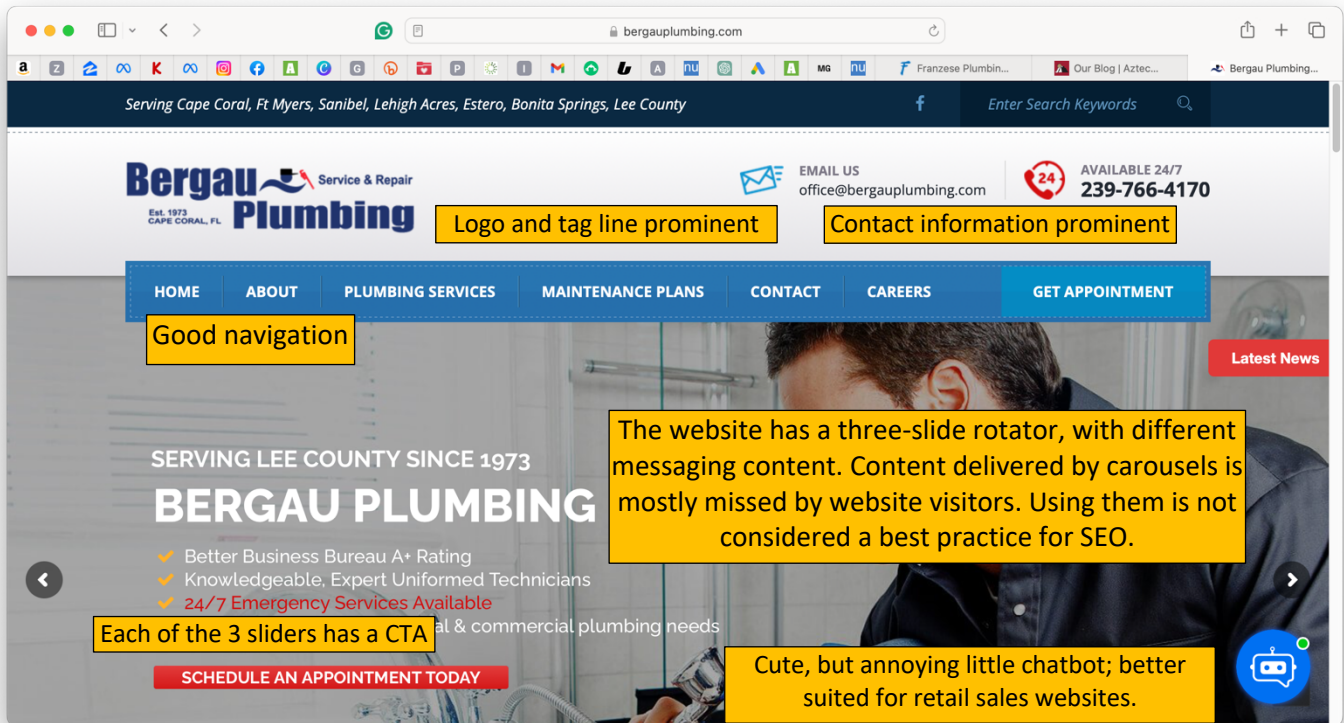 bergauplumbing.com
a Z K A G P I M A nu A MG nu Franzese Plumbin... Our Blog | Aztec... Bergau Plumbing...
Serving Cape Coral, Ft Myers, Sanibel, Lehigh Acres, Estero, Bonita Springs, Lee County
f
Enter Search Keywords
Bergau Service & Repair
Est. 1973
CAPE CORAL, FL Plumbing
EMAIL US
office@bergauplumbing.com
24
AVAILABLE 24/7
239-766-4170
Logo and tag line prominent
Contact information prominent
HOME ABOUT PLUMBING SERVICES MAINTENANCE PLANS CONTACT CAREERS GET APPOINTMENT
Good navigation
Latest News
The website has a three-slide rotator, with different
messaging content. Content delivered by carousels is
mostly missed by website visitors. Using them is not
considered a best practice for SEO.
SERVING LEE COUNTY SINCE 1973
BERGAU PLUMBING
Better Business Bureau A+ Rating
Knowledgeable, Expert Uniformed Technicians
24/7 Emergency Services Available
Each of the 3 sliders has a CTA
al & commercial plumbing needs
SCHEDULE AN APPOINTMENT TODAY
Cute, but annoying little chatbot; better
suited for retail sales websites.